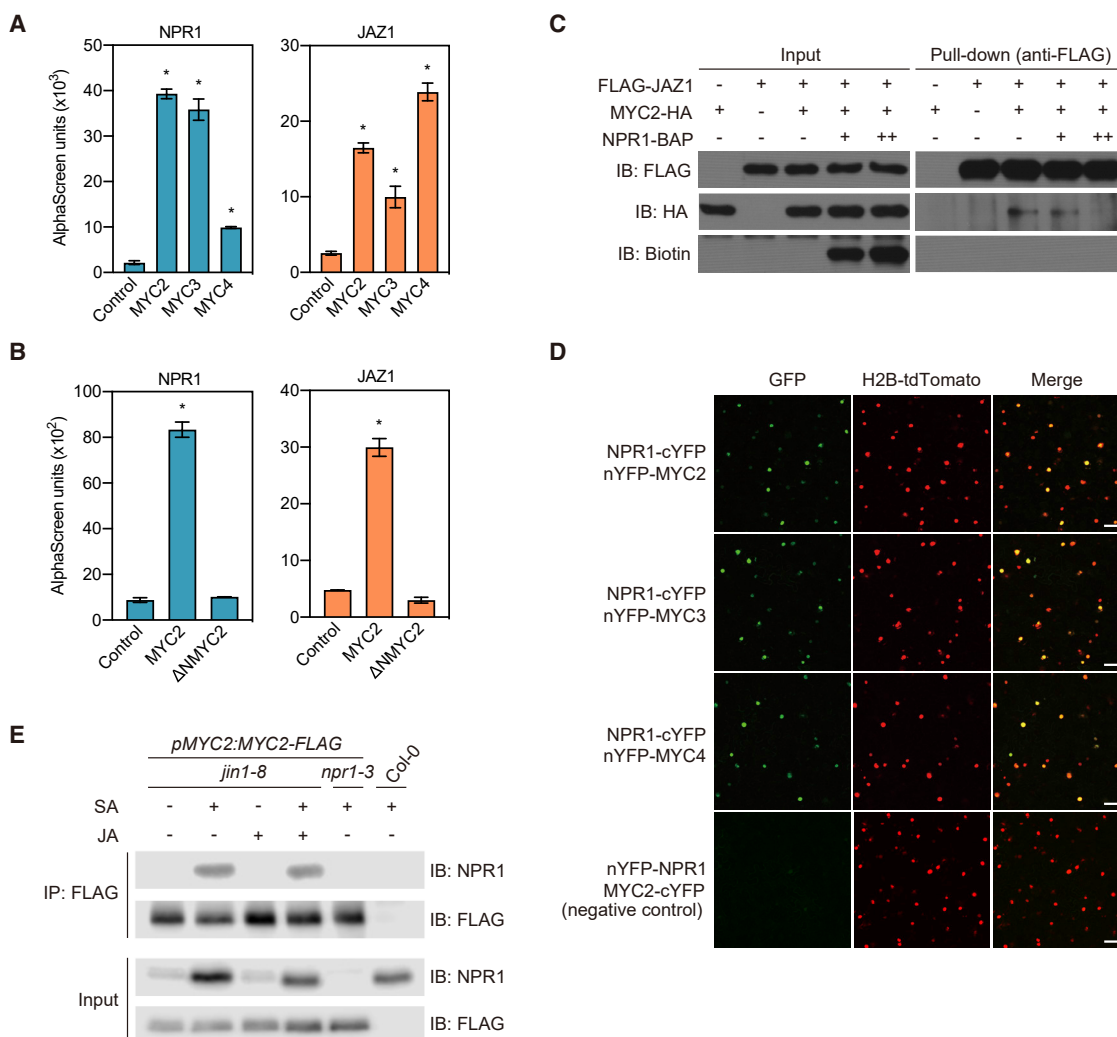 A
NPR1
JAZ1
AlphaScreen units (x10³)
50
40
30
20
10
0
30
20
10
0
* * * * * *
Control MYC2 MYC3 MYC4
Control MYC2 MYC3 MYC4
B
NPR1
JAZ1
AlphaScreen units (x10²)
100
80
60
40
20
0
40
30
20
10
0
* *
Control MYC2 ΔNMYC2
Control MYC2 ΔNMYC2
C
Input Pull-down (anti-FLAG)
FLAG-JAZ1 - + + + + - + + + +
MYC2-HA + - + + + + - + + +
NPR1-BAP - - - + ++ - - - + ++
IB: FLAG
IB: HA
IB: Biotin
D
GFP H2B-tdTomato Merge
NPR1-cYFP
nYFP-MYC2
NPR1-cYFP
nYFP-MYC3
NPR1-cYFP
nYFP-MYC4
nYFP-NPR1
MYC2-cYFP
(negative control)
E
pMYC2:MYC2-FLAG
jin1-8 npr1-3 Col-0
SA - + - + + +
JA - - + + - -
IP: FLAG
IB: NPR1
IB: FLAG
Input
IB: NPR1
IB: FLAG